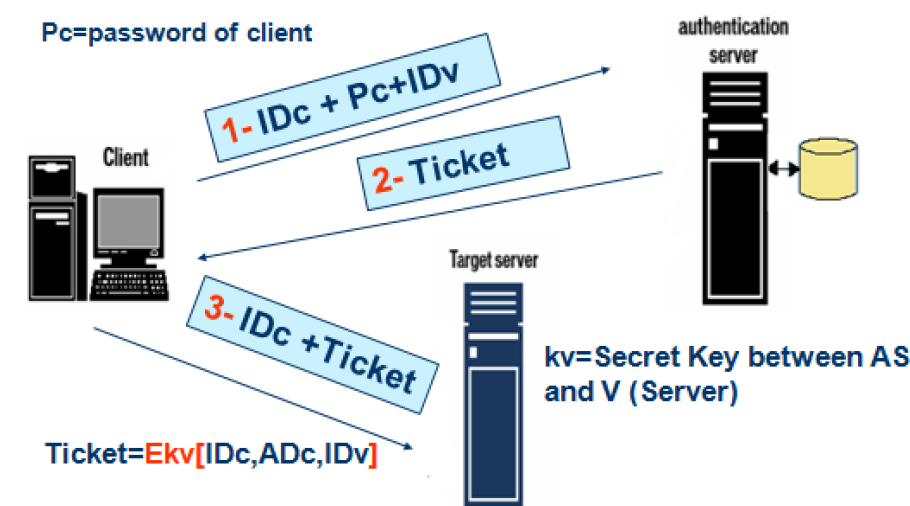 Pc=password of client
authentication
server
1- IDc + Pc+IDv
Client
2- Ticket
Target server
3- IDc +Ticket
kv=Secret Key between AS
and V (Server)
Ticket=Ekv[IDc,ADc,IDv]